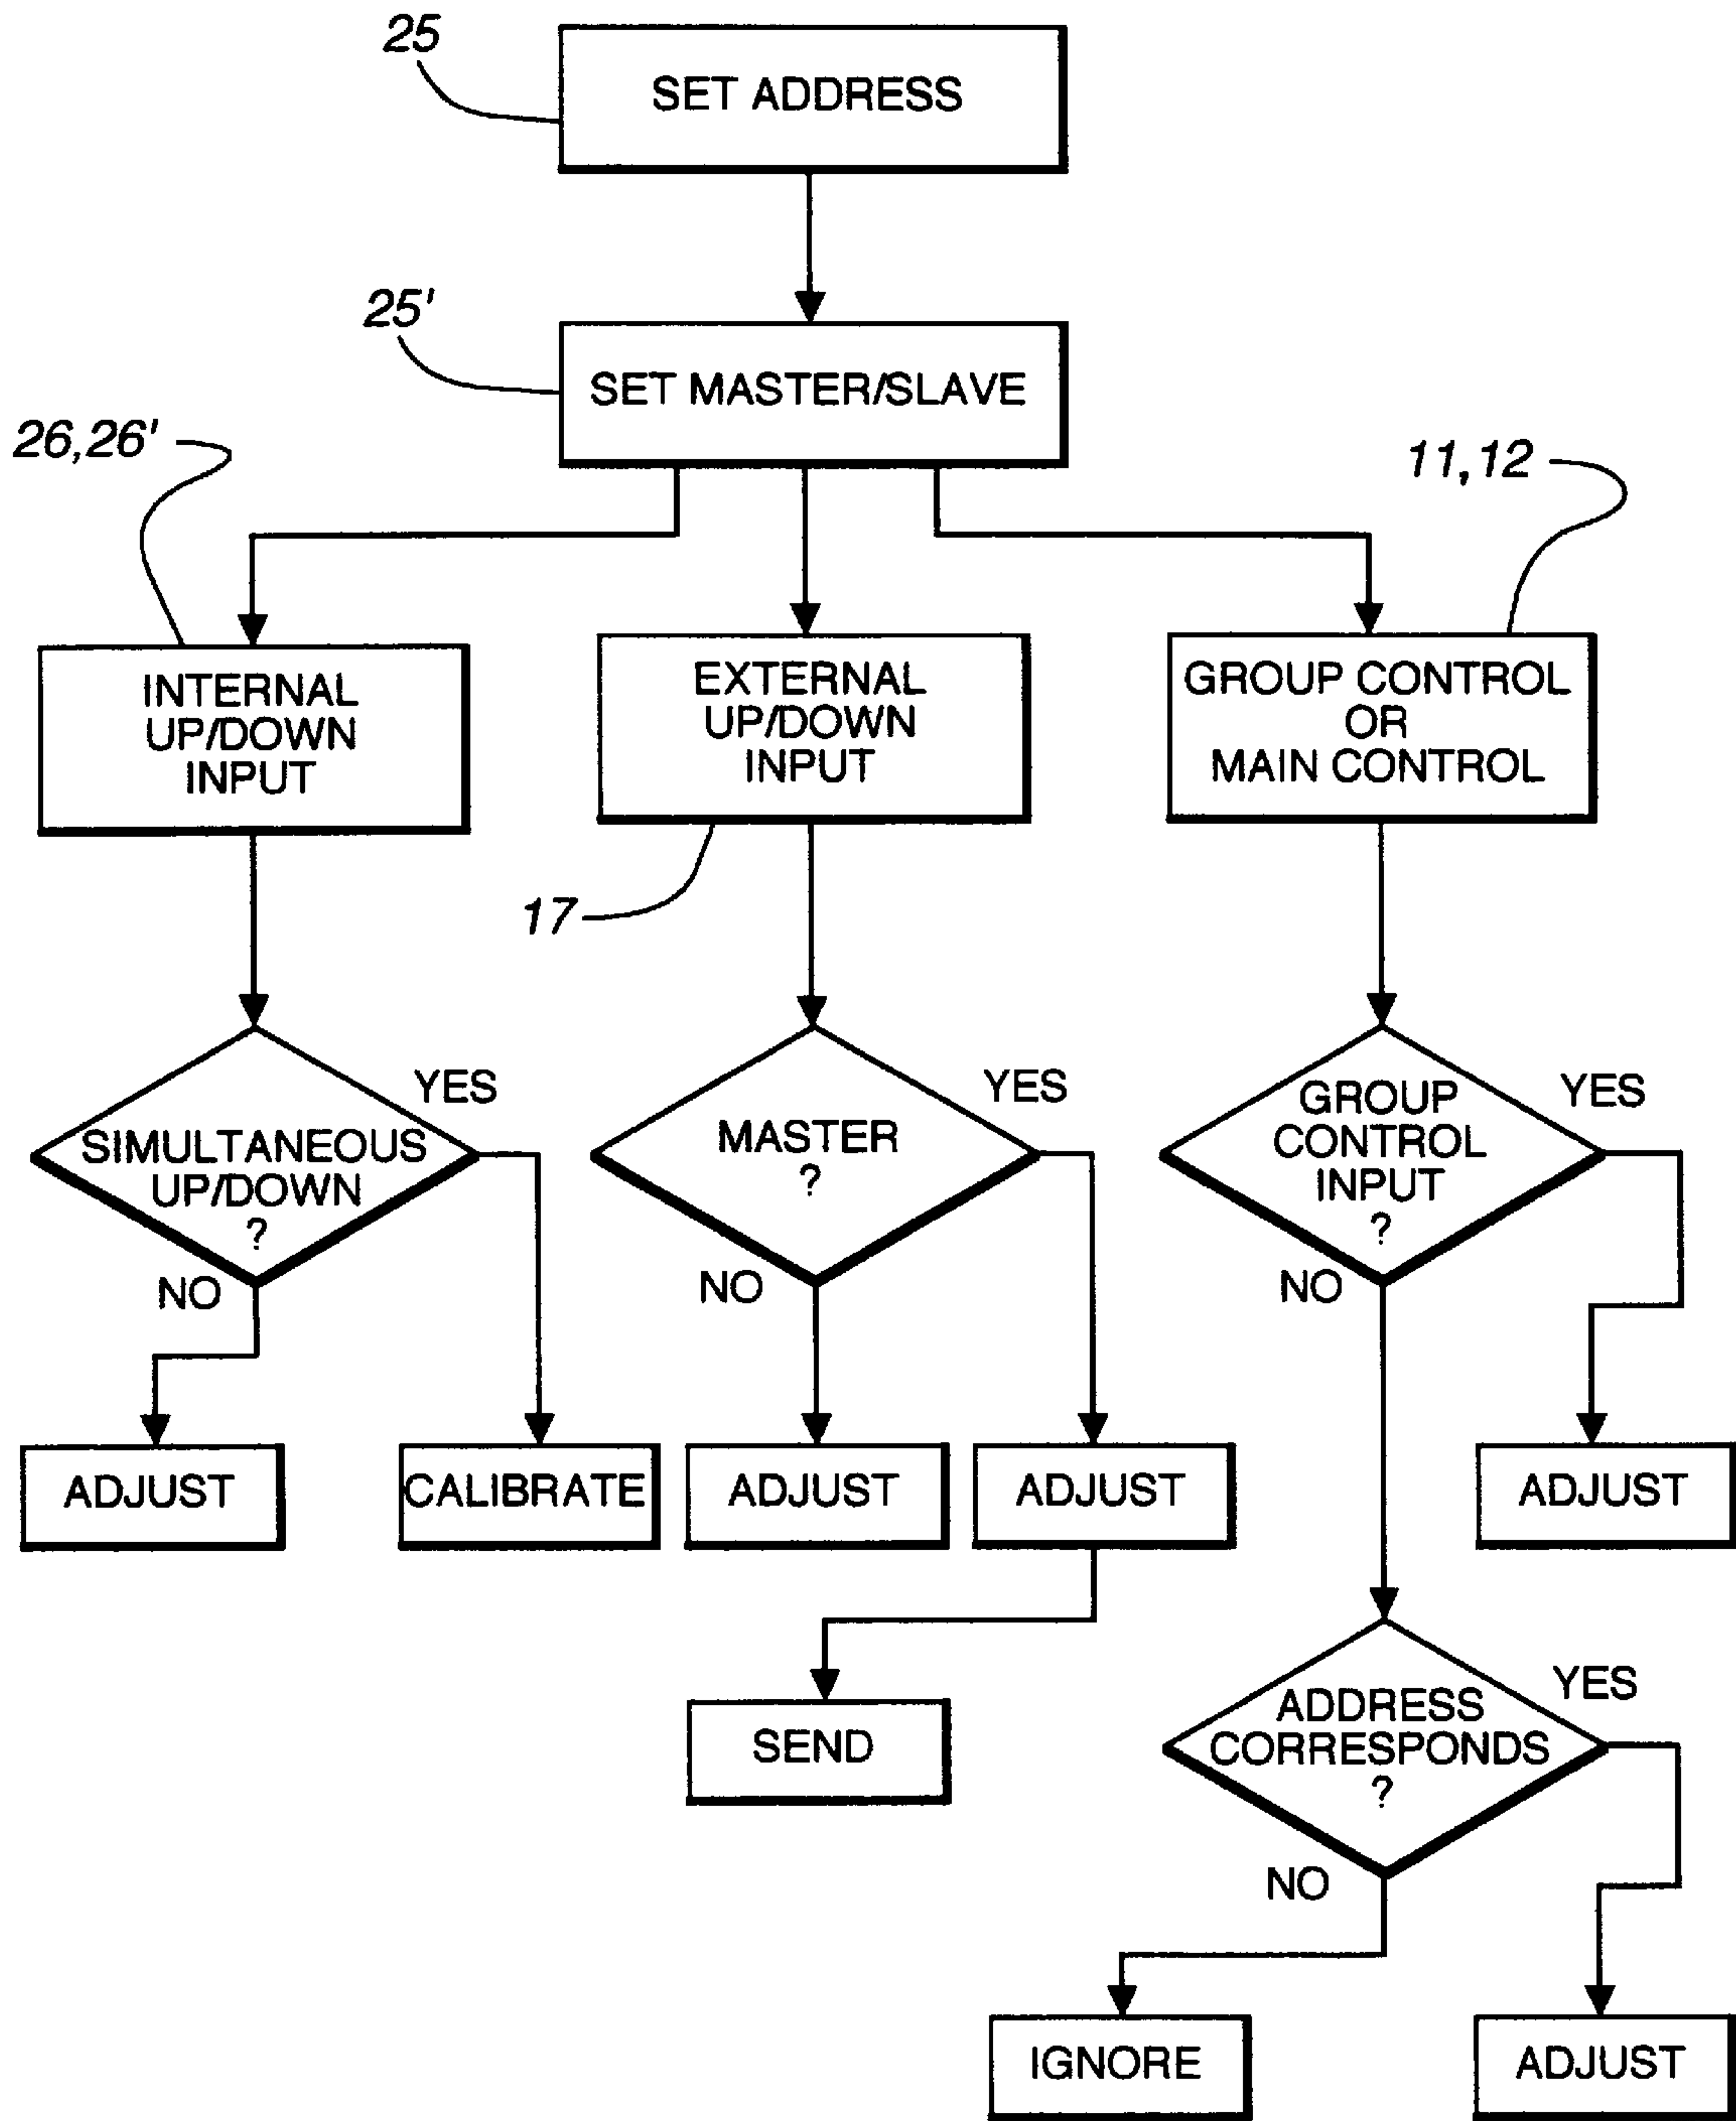 25
SET ADDRESS
25'
SET MASTER/SLAVE
26,26'
11,12
INTERNAL
UP/DOWN
INPUT
EXTERNAL
UP/DOWN
INPUT
GROUP CONTROL
OR
MAIN CONTROL
17
YES
SIMULTANEOUS
UP/DOWN
?
NO
YES
MASTER
?
NO
YES
GROUP
CONTROL
INPUT
?
NO
ADJUST
CALIBRATE
ADJUST
ADJUST
ADJUST
SEND
YES
ADDRESS
CORRESPONDS
?
NO
IGNORE
ADJUST